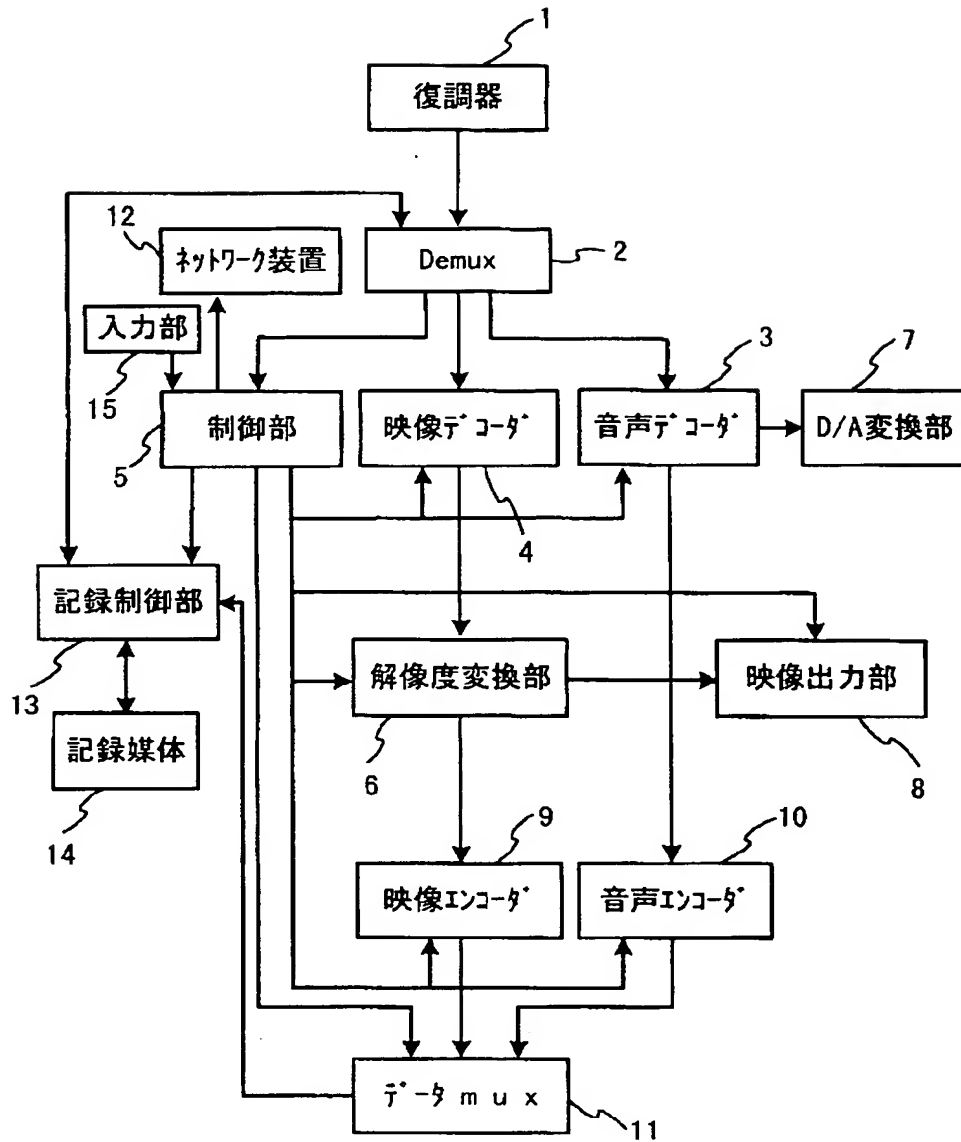 1
復調器
12
ネットワーク装置
Demux
2
入力部
15
3
7
制御部
5
映像デコーダ
4
音声デコーダ
D/A変換部
記録制御部
13
解像度変換部
6
映像出力部
8
記録媒体
14
9
10
映像エンコーダ
音声エンコーダ
データmux
11